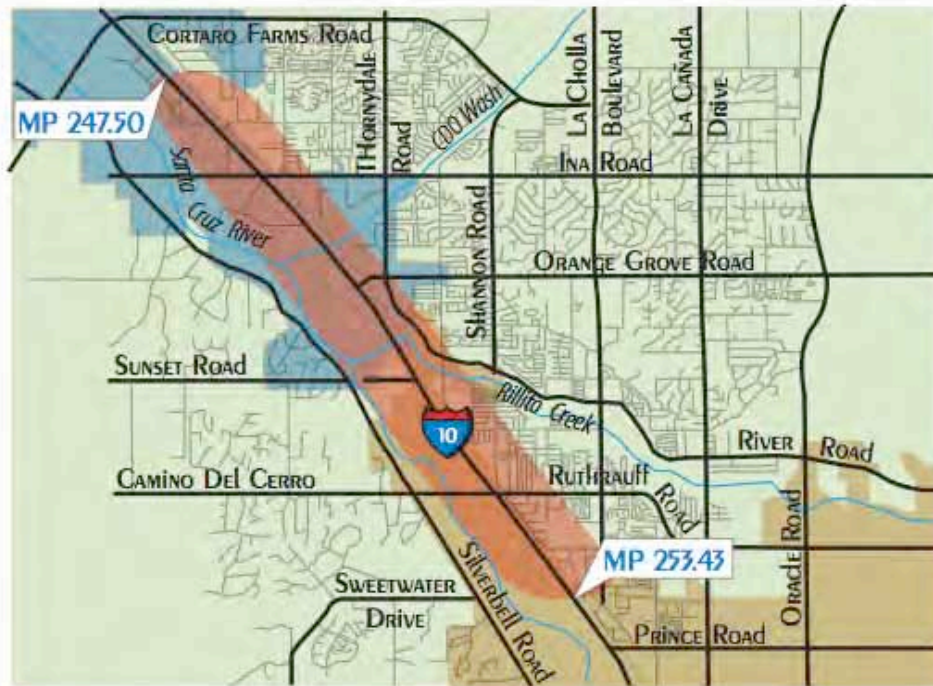 CORTARO FARMS ROAD
MP 247.50
THORNYDALE
ROAD
CDO Wash
LA CHOLLA
BOULEVARD
LA CAÑADA
DRIVE
INA ROAD
Santa
Cruz River
SHANNON ROAD
ORANGE GROVE ROAD
SUNSET ROAD
Rillito Creek
10
RIVER ROAD
CAMINO DEL CERRO
RUTHRAUFF
ROAD
ORACLE ROAD
MP 253.43
SWEETWATER
DRIVE
SILVERBELL ROAD
PRINCE ROAD